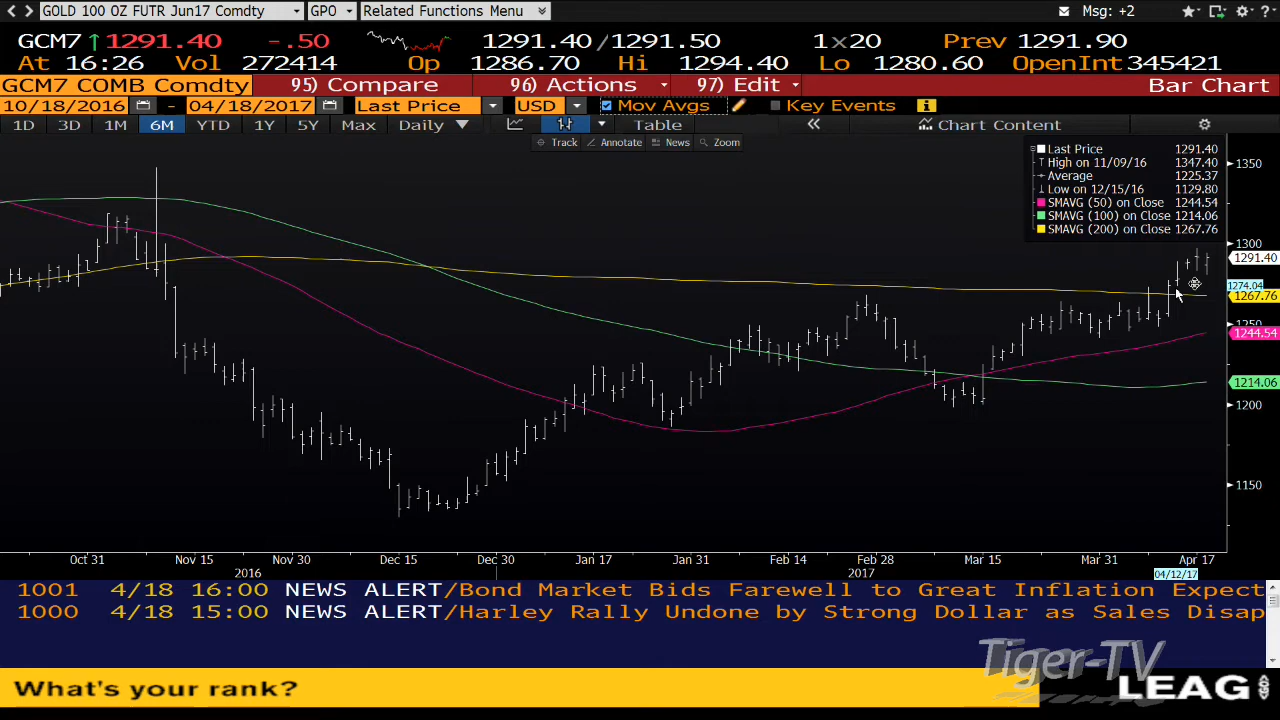 GOLD 100 OZ FUTR Jun17 Comdty GPO Related Functions Menu Msg: +2
GCM7 ↑1291.40 -.50 1291.40/1291.50 1x20 Prev 1291.90
At 16:26 Vol 272414 Op 1286.70 Hi 1294.40 Lo 1280.60 OpenInt 345421
GCM7 COMB Comdty 95) Compare 96) Actions 97) Edit Bar Chart
10/18/2016 - 04/18/2017 Last Price USD Mov Avgs Key Events
1D 3D 1M 6M YTD 1Y 5Y Max Daily Table « Chart Content
Track Annotate News Zoom
Last Price 1291.40
High on 11/09/16 1347.40
Average 1225.37
Low on 12/15/16 1129.80
SMAVG (50) on Close 1244.54
SMAVG (100) on Close 1214.06
SMAVG (200) on Close 1267.76
1350
1300
1291.40
1274.04
1267.76
1250
1244.54
1214.06
1200
1150
Oct 31 Nov 15 Nov 30 Dec 15 Dec 30 Jan 17 Jan 31 Feb 14 Feb 28 Mar 15 Mar 31 Apr 17
2016 2017 04/12/17
1001 4/18 16:00 NEWS ALERT/Bond Market Bids Farewell to Great Inflation Expect
1000 4/18 15:00 NEWS ALERT/Harley Rally Undone by Strong Dollar as Sales Disap
Tiger-TV
What's your rank? LEAG